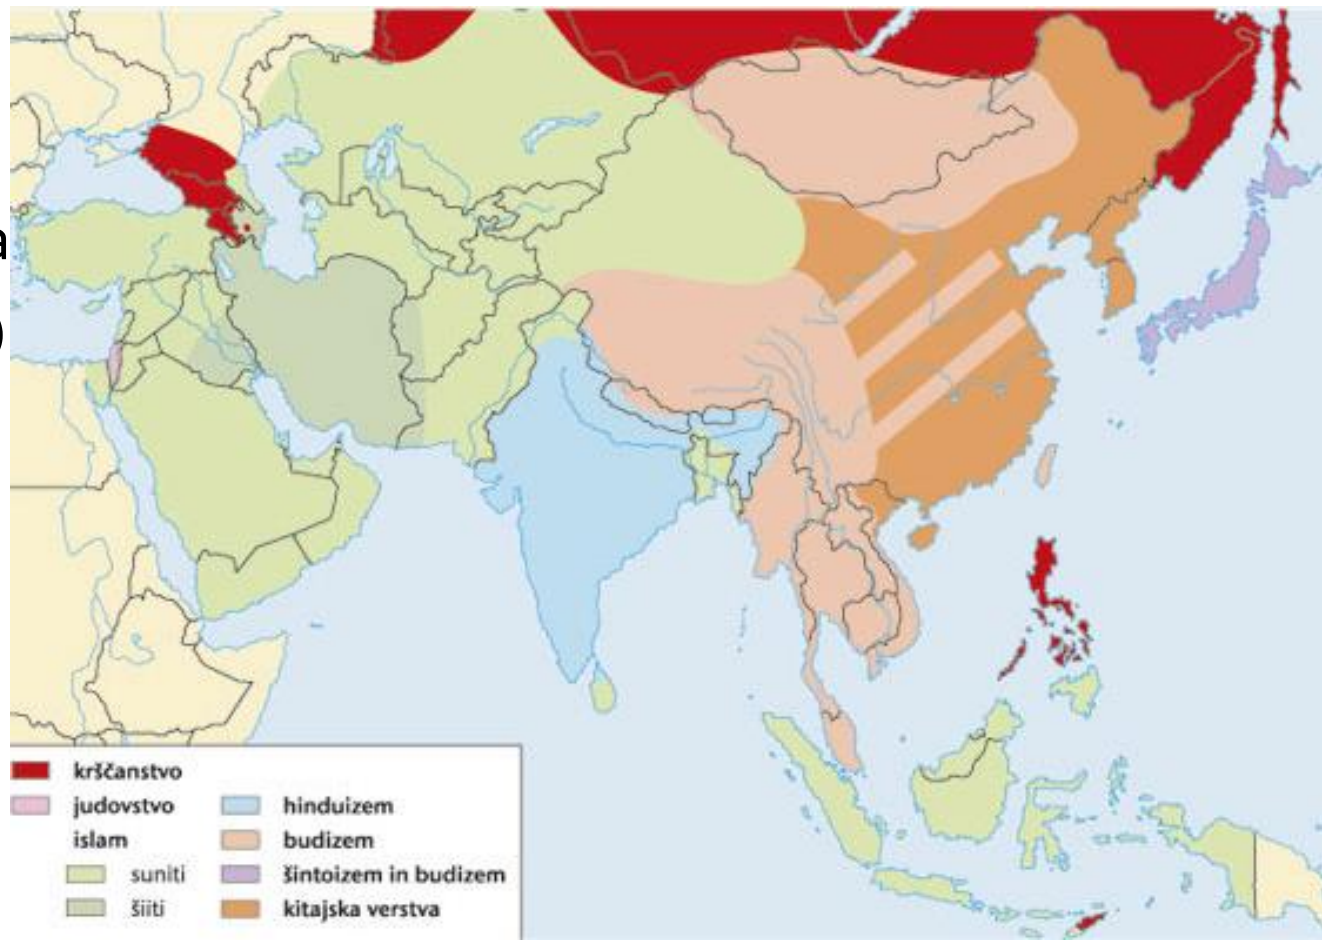 a
)
krščanstvo
judovstvo
islam
suniti
šiiti
hinduizem
budizem
šintoizem in budizem
kitajska verstva